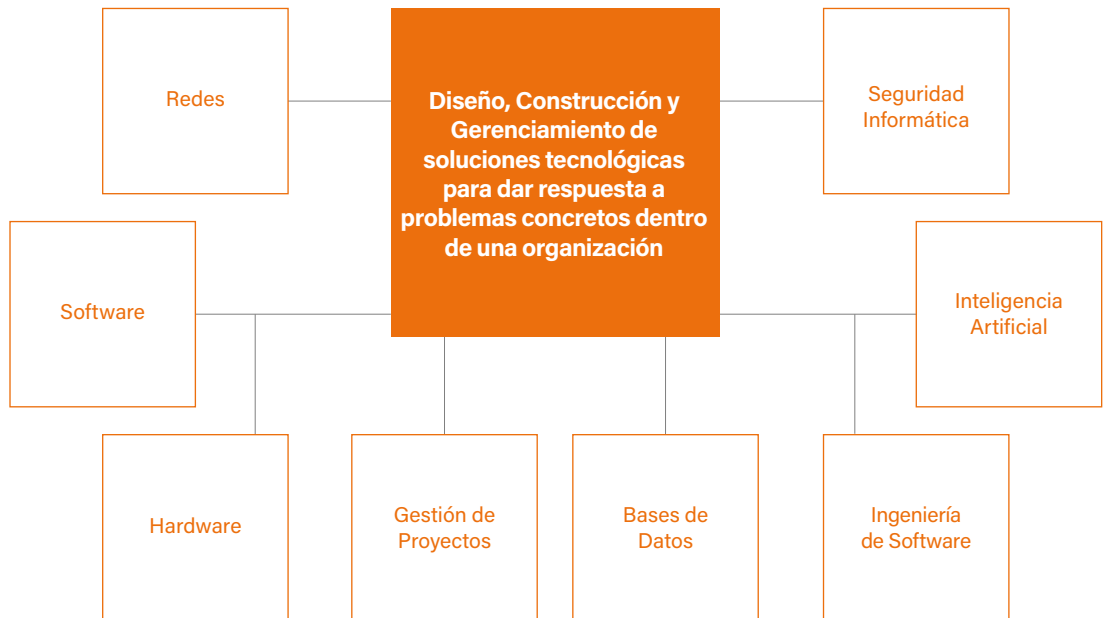 Redes
Diseño, Construcción y
Gerenciamiento de
soluciones tecnológicas
para dar respuesta a
problemas concretos dentro
de una organización
Seguridad
Informática
Software
Inteligencia
Artificial
Hardware
Gestión de
Proyectos
Bases de
Datos
Ingeniería
de Software